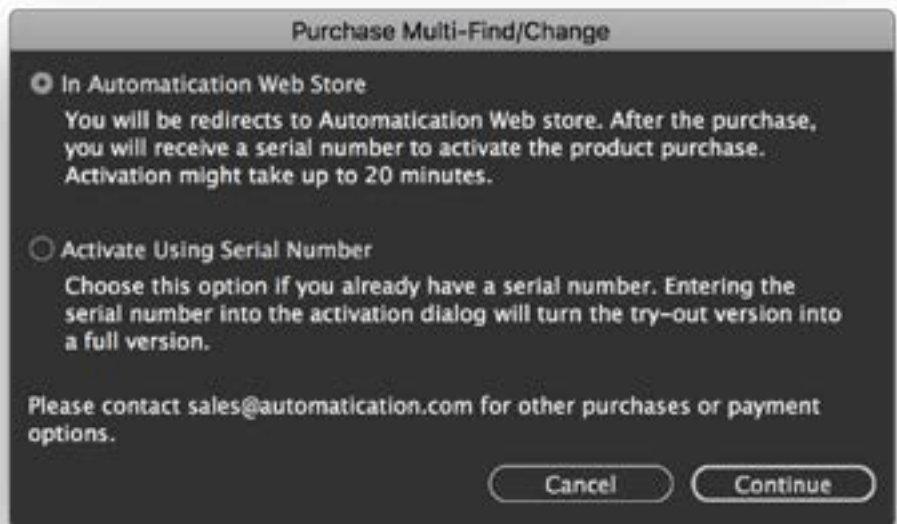 Purchase Multi-Find/Change
In Automatication Web Store
You will be redirects to Automatication Web store. After the purchase,
you will receive a serial number to activate the product purchase.
Activation might take up to 20 minutes.
Activate Using Serial Number
Choose this option if you already have a serial number. Entering the
serial number into the activation dialog will turn the try-out version into
a full version.
Please contact sales@automatication.com for other purchases or payment
options.
Cancel
Continue